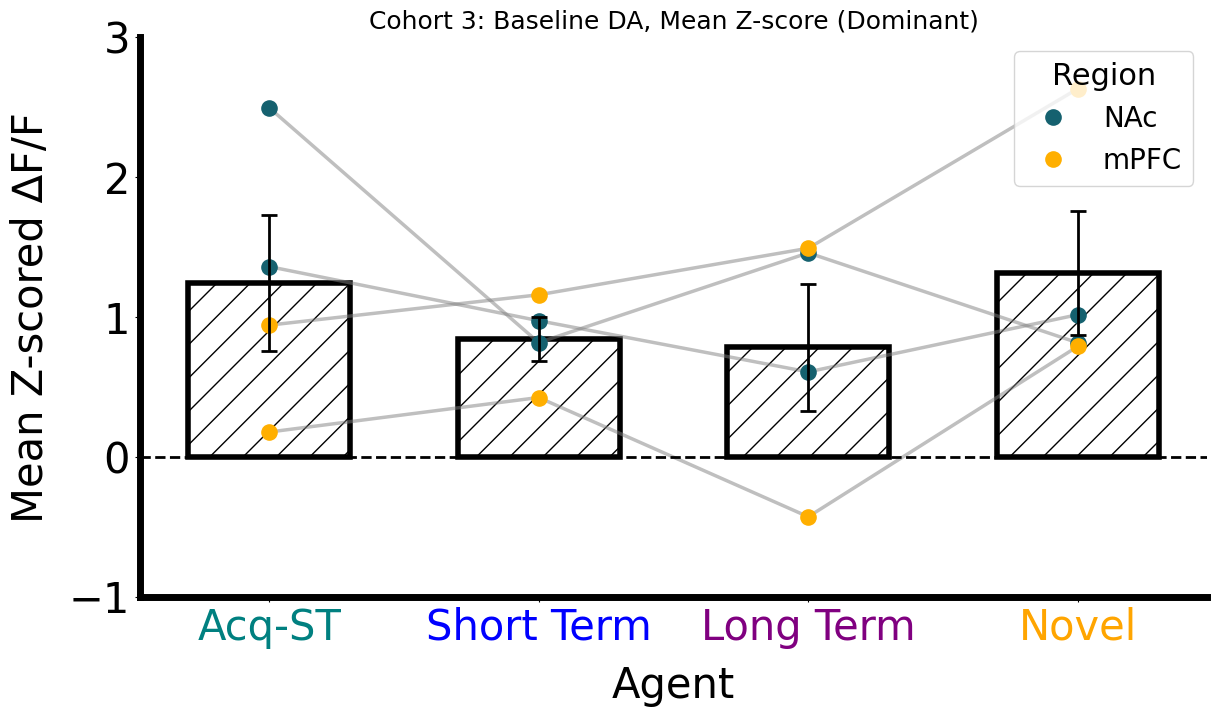 Cohort 3: Baseline DA, Mean Z-score (Dominant)
Mean Z-scored ΔF/F
3
2
1
0
−1
Region
NAc
mPFC
Acq-ST
Short Term
Long Term
Novel
Agent